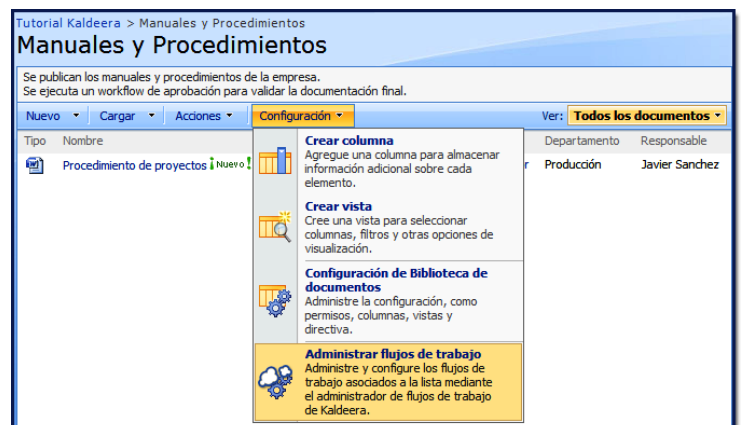 Tutorial Kaldeera > Manuales y Procedimientos
Manuales y Procedimientos
Se publican los manuales y procedimientos de la empresa.
Se ejecuta un workflow de aprobación para validar la documentación final.
Nuevo Cargar Acciones Configuración Ver: Todos los documentos
Tipo Nombre Departamento Responsable
Procedimiento de proyectos ¡Nuevo! r Producción Javier Sanchez
Crear columna
Agregue una columna para almacenar
información adicional sobre cada
elemento.
Crear vista
Cree una vista para seleccionar
columnas, filtros y otras opciones de
visualización.
Configuración de Biblioteca de
documentos
Administre la configuración, como
permisos, columnas, vistas y
directiva.
Administrar flujos de trabajo
Administre y configure los flujos de
trabajo asociados a la lista mediante
el administrador de flujos de trabajo
de Kaldeera.